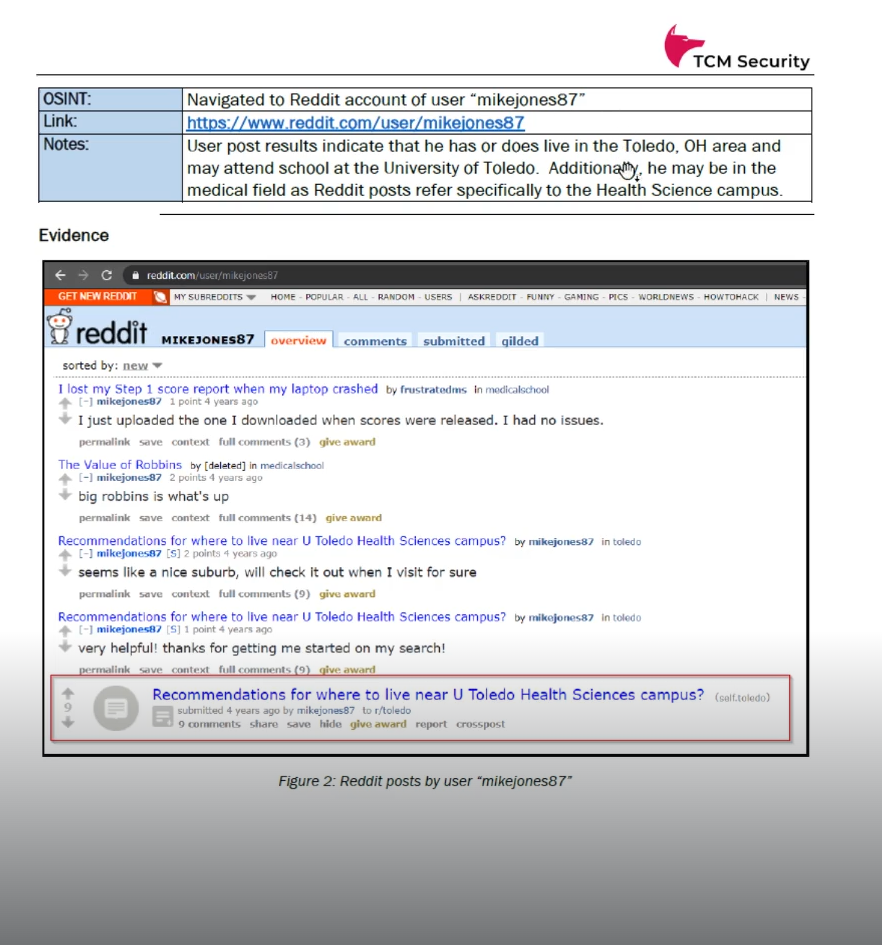 TCM Security
OSINT: Navigated to Reddit account of user “mikejones87”
Link: https://www.reddit.com/user/mikejones87
Notes: User post results indicate that he has or does live in the Toledo, OH area and
may attend school at the University of Toledo. Additionally, he may be in the
medical field as Reddit posts refer specifically to the Health Science campus.
Evidence
reddit.com/user/mikejones87
GET NEW REDDIT MY SUBREDDITS HOME - POPULAR - ALL - RANDOM - USERS | ASKREDDIT - FUNNY - GAMING - PICS - WORLDNEWS - HOWTOHACK | NEWS -
reddit MIKEJONES87 overview comments submitted gilded
sorted by: new
I lost my Step 1 score report when my laptop crashed by frustratedms in medicalschool
[-] mikejones87 1 point 4 years ago
I just uploaded the one I downloaded when scores were released. I had no issues.
permalink save context full comments (3) give award
The Value of Robbins by [deleted] in medicalschool
[-] mikejones87 2 points 4 years ago
big robbins is what's up
permalink save context full comments (14) give award
Recommendations for where to live near U Toledo Health Sciences campus? by mikejones87 in toledo
[-] mikejones87 [S] 2 points 4 years ago
seems like a nice suburb, will check it out when I visit for sure
permalink save context full comments (9) give award
Recommendations for where to live near U Toledo Health Sciences campus? by mikejones87 in toledo
[-] mikejones87 [S] 1 point 4 years ago
very helpful! thanks for getting me started on my search!
permalink save context full comments (9) give award
9 Recommendations for where to live near U Toledo Health Sciences campus? (self.toledo)
submitted 4 years ago by mikejones87 to r/toledo
9 comments share save hide give award report crosspost
Figure 2: Reddit posts by user “mikejones87”